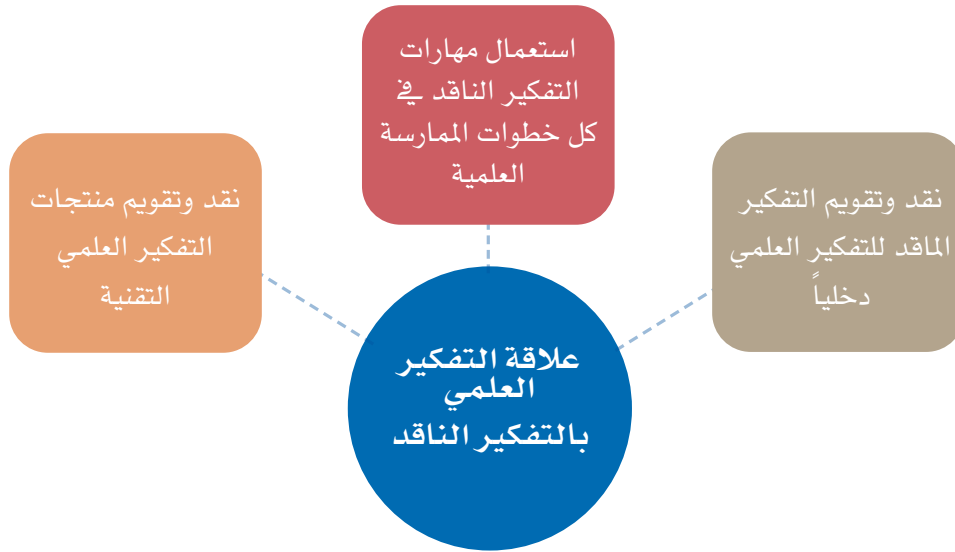 استعمال مهارات
التفكير الناقد في
كل خطوات الممارسة
العلمية
نقد وتقويم التفكير
الماقد للتفكير العلمي
دخلياً
نقد وتقويم منتجات
التفكير العلمي
التقنية
علاقة التفكير
العلمي
بالتفكير الناقد